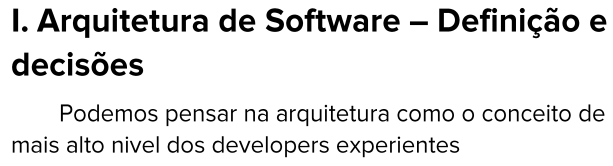 I. Arquitetura de Software – Definição e
decisões
Podemos pensar na arquitetura como o conceito de
mais alto nivel dos developers experientes